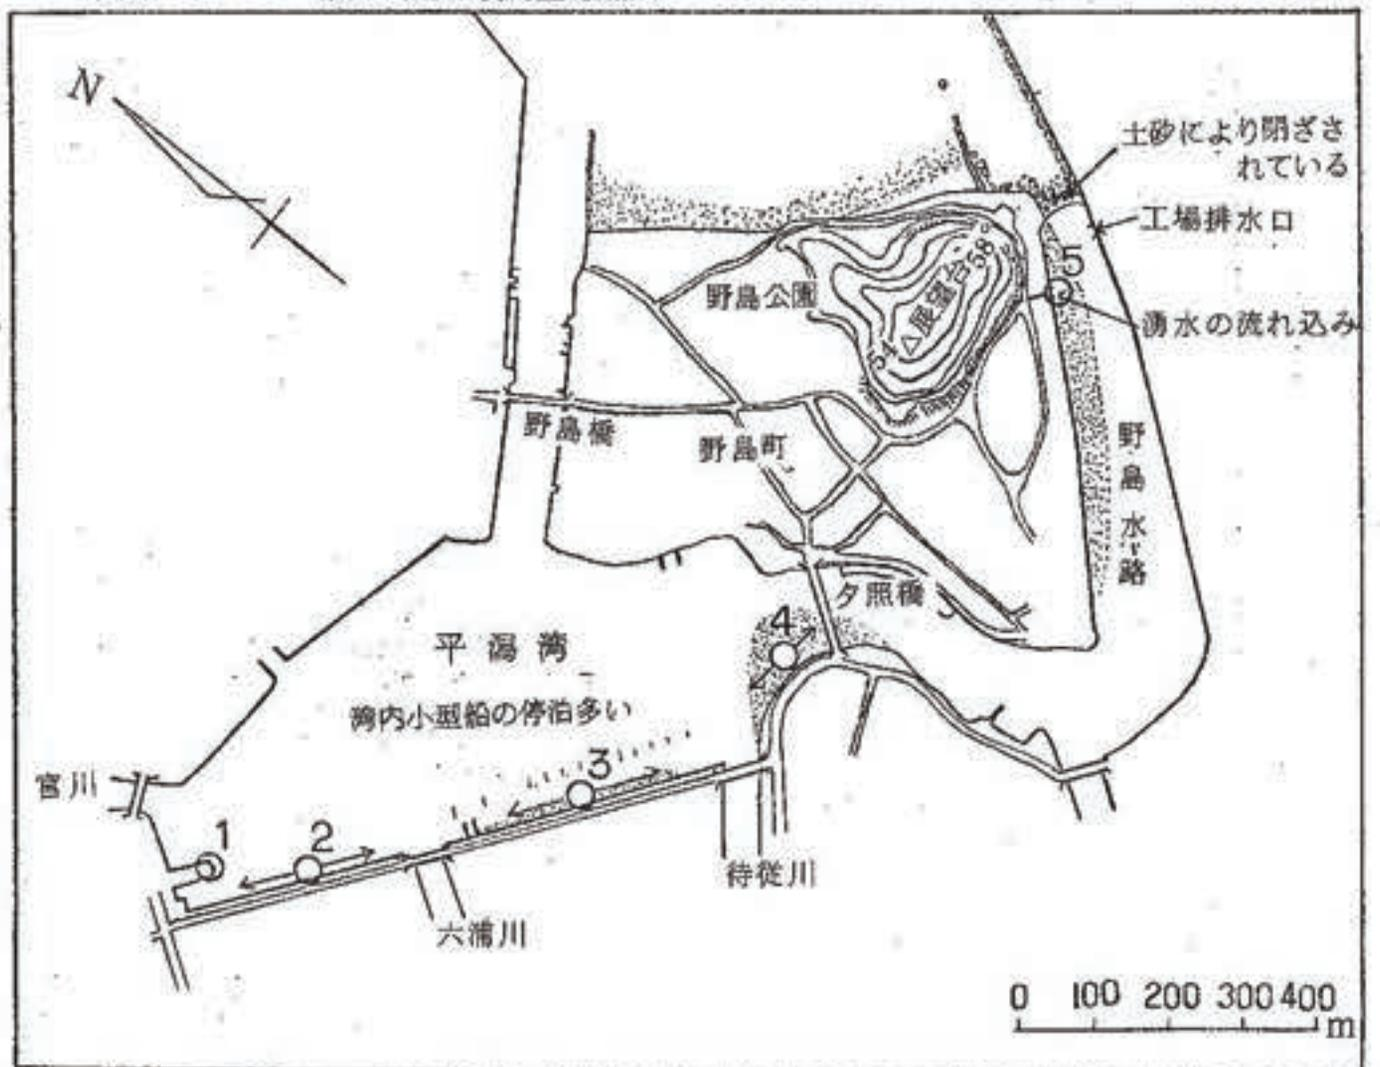 N
土砂により閉ざさ
れている
工場排水口
5
湧水の流れ込み
野島公園
展望台
58
54
野島水路
野島橋
野島町
夕照橋
4
平潟湾
湾内小型船の停泊多い
3
宮川
1
2
待従川
六浦川
0 100 200 300 400
m